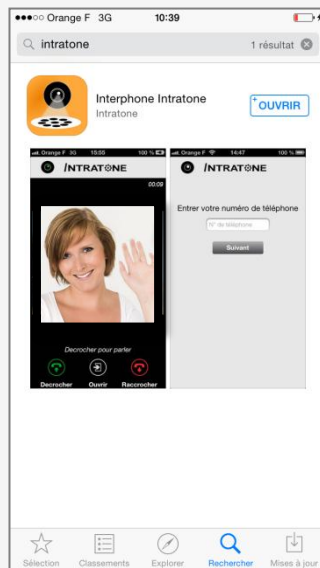 Orange F 3G 10:39
intratone 1 résultat
Interphone Intratone
Intratone
+OUVRIR
Orange F 3G 15:50 100 %
INTRATONE
00:09
Decrocher pour parler
Decrocher Ouvrir Raccrocher
Orange F 14:47 100 %
INTRATONE
Entrer votre numéro de téléphone
N° de téléphone
Suivant
Sélection Classements Explorer Rechercher Mises à jour